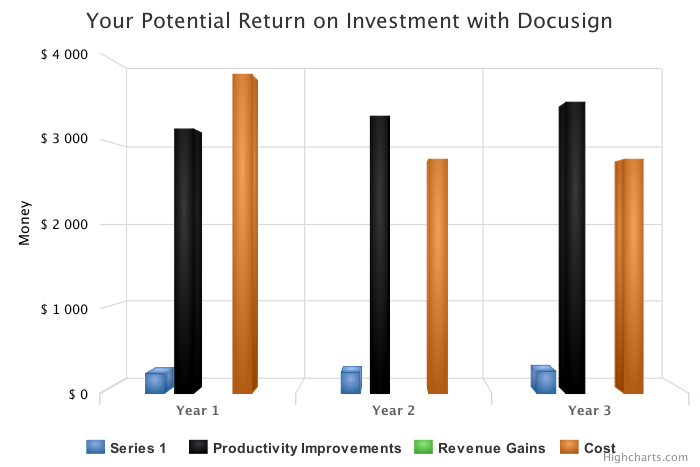 Your Potential Return on Investment with Docusign
$ 4 000
$ 3 000
$ 2 000
$ 1 000
$ 0
Money
Year 1 Year 2 Year 3
Series 1 Productivity Improvements Revenue Gains Cost
Highcharts.com